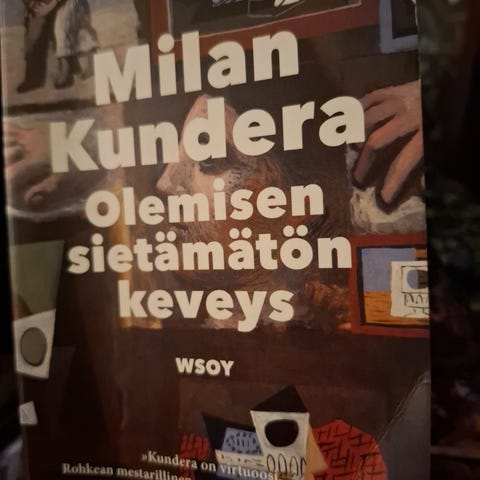 Milan
Kundera
Olemisen
sietämätön
keveys
WSOY
»Kundera on virtuoosi
Rohkean mestarillinen